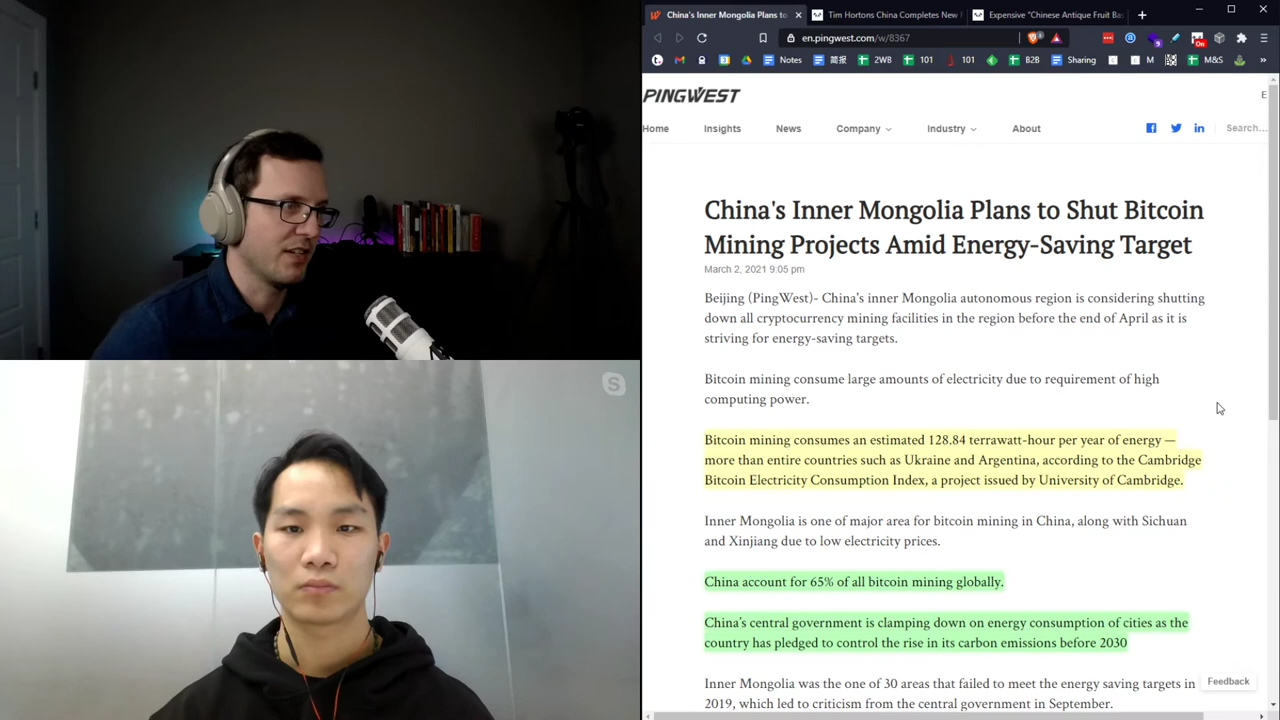 China's Inner Mongolia Plans to
Tim Hortons China Completes New
Expensive "Chinese Antique Fruit Ba
en.pingwest.com/w/8367
Notes 简报 2WB 101 101 B2B Sharing M M&S
On
PINGWEST
E
Home Insights News Company Industry About Search...
China's Inner Mongolia Plans to Shut Bitcoin
Mining Projects Amid Energy-Saving Target
March 2, 2021 9:05 pm
Beijing (PingWest)- China's inner Mongolia autonomous region is considering shutting
down all cryptocurrency mining facilities in the region before the end of April as it is
striving for energy-saving targets.
Bitcoin mining consume large amounts of electricity due to requirement of high
computing power.
Bitcoin mining consumes an estimated 128.84 terrawatt-hour per year of energy —
more than entire countries such as Ukraine and Argentina, according to the Cambridge
Bitcoin Electricity Consumption Index, a project issued by University of Cambridge.
Inner Mongolia is one of major area for bitcoin mining in China, along with Sichuan
and Xinjiang due to low electricity prices.
China account for 65% of all bitcoin mining globally.
China's central government is clamping down on energy consumption of cities as the
country has pledged to control the rise in its carbon emissions before 2030
Inner Mongolia was the one of 30 areas that failed to meet the energy saving targets in
2019, which led to criticism from the central government in September.
Feedback